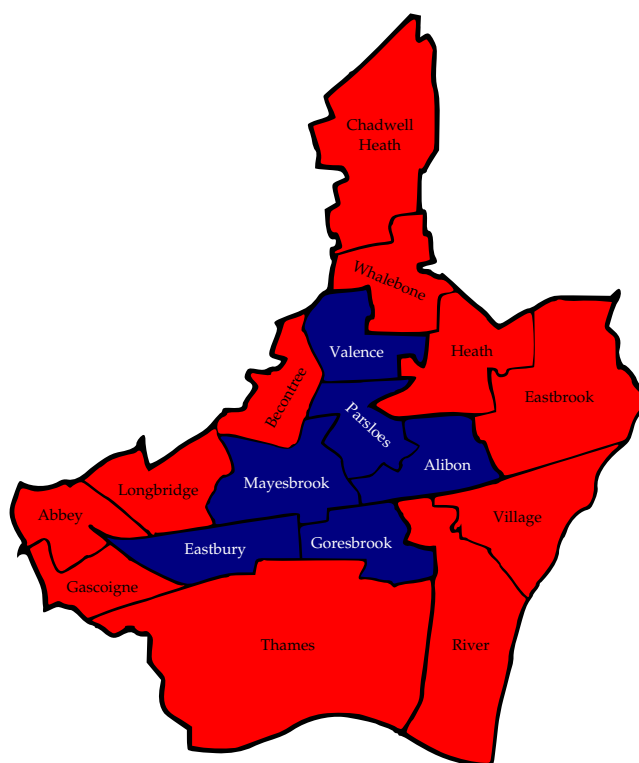 Chadwell
Heath
Whalebone
Valence
Heath
Becontree
Eastbrook
Parsloes
Alibon
Mayesbrook
Longbridge
Abbey
Village
Eastbury
Goresbrook
Gascoigne
Thames
River